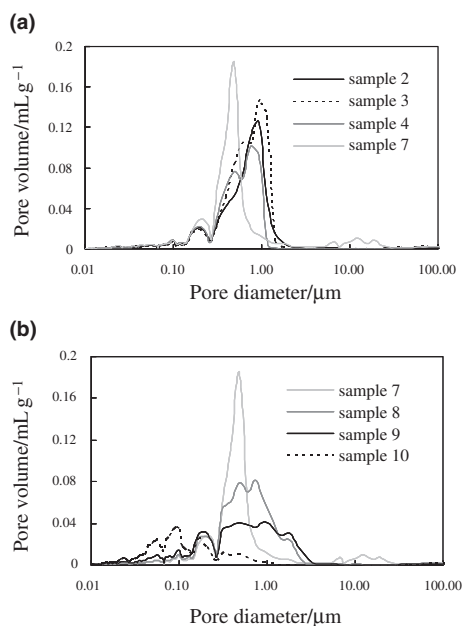 (a)
0.2
0.16
0.12
0.08
0.04
0
Pore volume/mL g⁻¹
sample 2
sample 3
sample 4
sample 7
0.01 0.10 1.00 10.00 100.00
Pore diameter/μm
(b)
0.2
0.16
0.12
0.08
0.04
0
Pore volume/mL g⁻¹
sample 7
sample 8
sample 9
sample 10
0.01 0.10 1.00 10.00 100.00
Pore diameter/μm